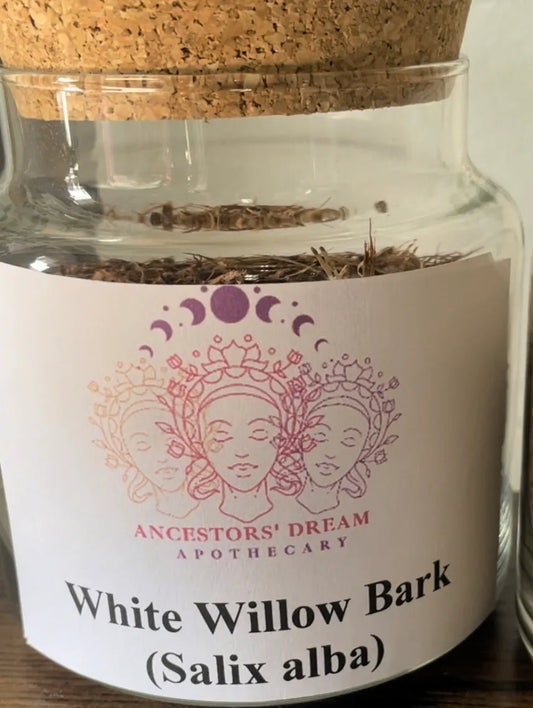 ANCESTORS' DREAM
APOTHECARY
White Willow Bark
(Salix alba)